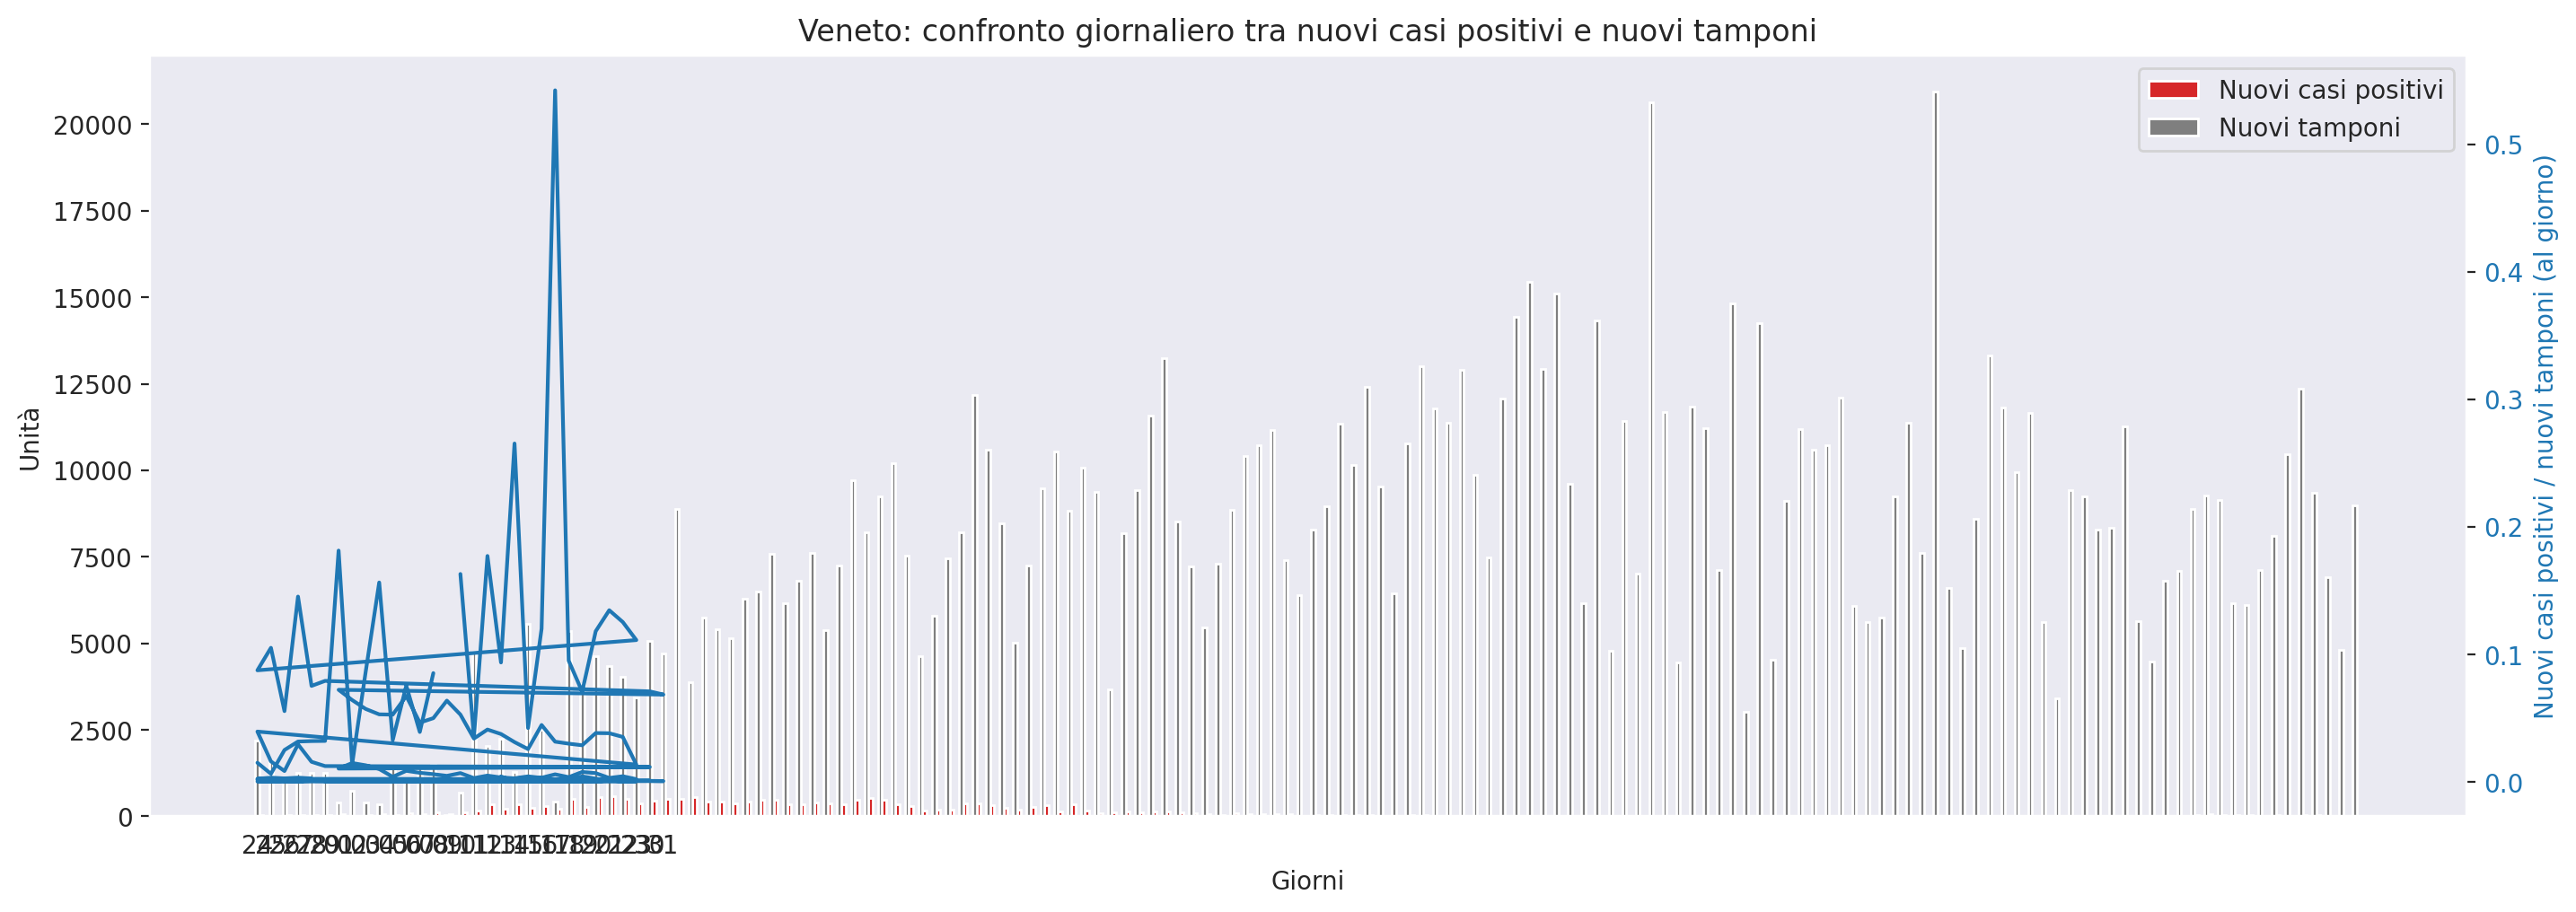 Veneto: confronto giornaliero tra nuovi casi positivi e nuovi tamponi
Nuovi casi positivi
Nuovi tamponi
20000
17500
15000
12500
10000
7500
5000
2500
0
Unità
0.5
0.4
0.3
0.2
0.1
0.0
Nuovi casi positivi / nuovi tamponi (al giorno)
Giorni